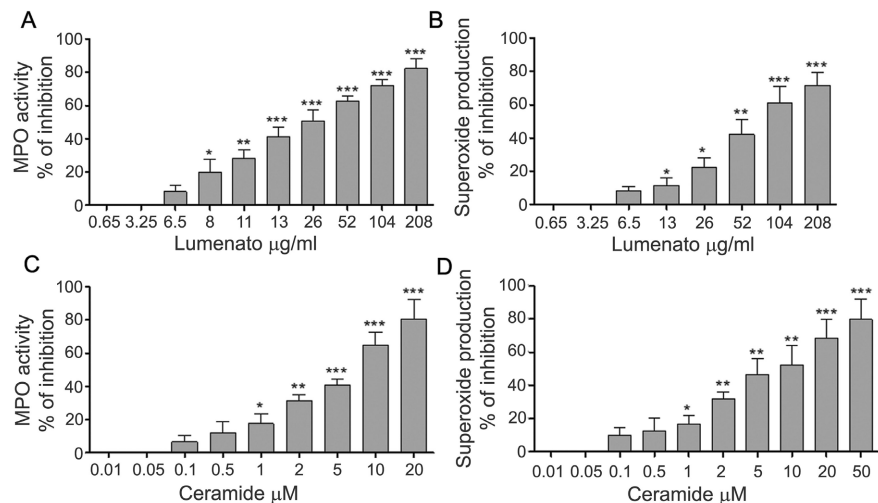 A
MPO activity
% of inhibition
100
80
60
40
20
0
* ** *** *** *** *** ***
0.65 3.25 6.5 8 11 13 26 52 104 208
Lumenato μg/ml
B
Superoxide production
% of inhibition
100
80
60
40
20
0
* * ** *** ***
0.65 3.25 6.5 13 26 52 104 208
Lumenato μg/ml
C
MPO activity
% of inhibition
100
80
60
40
20
0
* ** *** *** ***
0.01 0.05 0.1 0.5 1 2 5 10 20
Ceramide μM
D
Superoxide production
% of inhibition
100
80
60
40
20
0
* ** ** ** *** ***
0.01 0.05 0.1 0.5 1 2 5 10 20 50
Ceramide μM